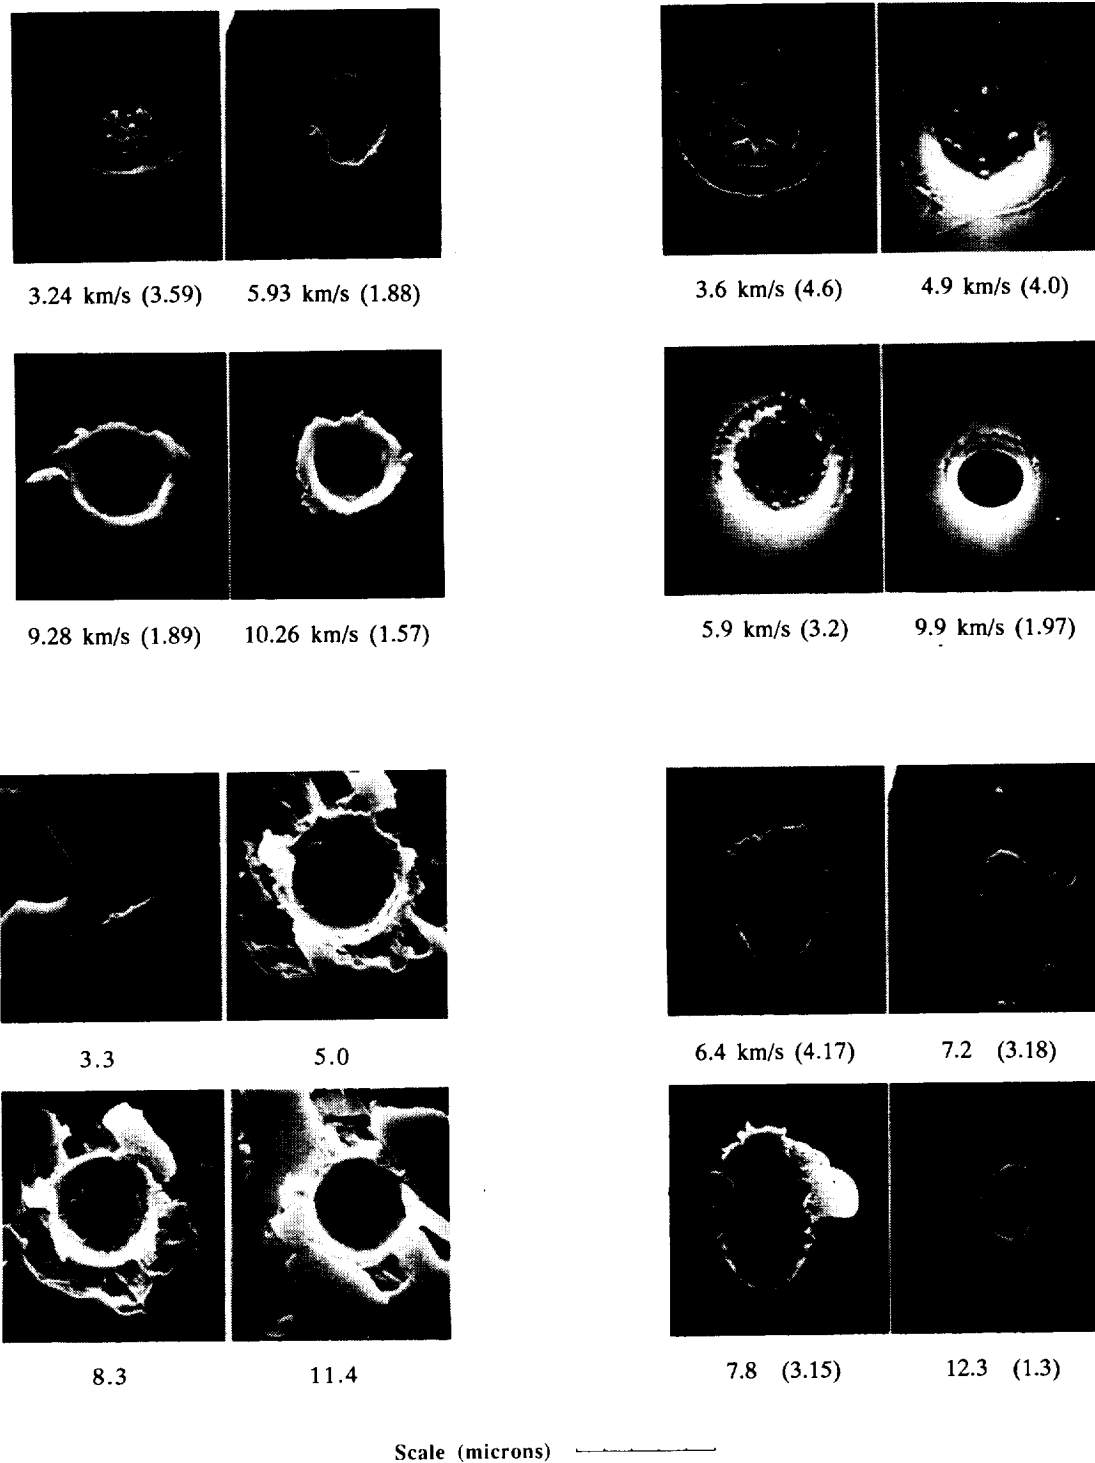 3.24 km/s (3.59) 5.93 km/s (1.88) 3.6 km/s (4.6) 4.9 km/s (4.0)
9.28 km/s (1.89) 10.26 km/s (1.57) 5.9 km/s (3.2) 9.9 km/s (1.97)
3.3 5.0 6.4 km/s (4.17) 7.2 (3.18)
8.3 11.4 7.8 (3.15) 12.3 (1.3)
Scale (microns)